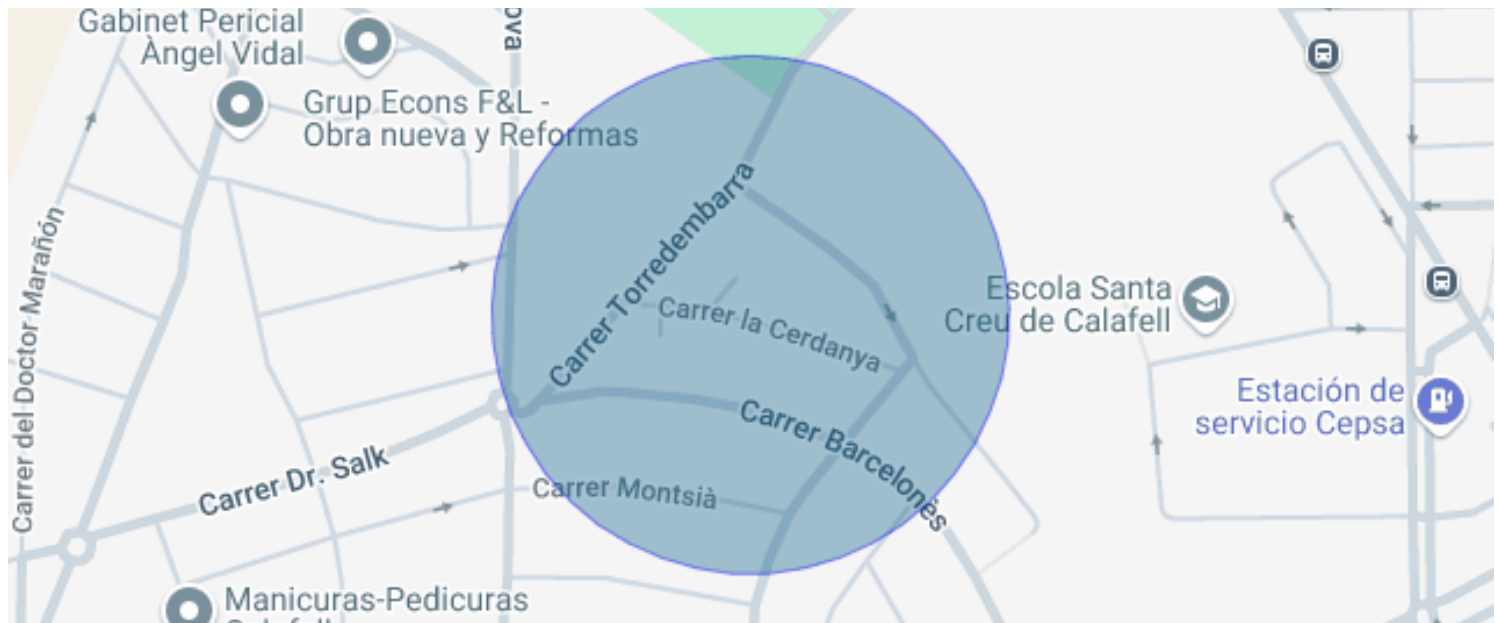 Gabinet Pericial
Àngel Vidal
ova
Grup Econs F&L -
Obra nueva y Reformas
Carrer Torredembarra
Carrer del Doctor Marañón
Escola Santa
Creu de Calafell
Carrer la Cerdanya
Estación de
servicio Cepsa
Carrer Barcelonès
Carrer Dr. Salk
Carrer Montsià
Manicuras-Pedicuras